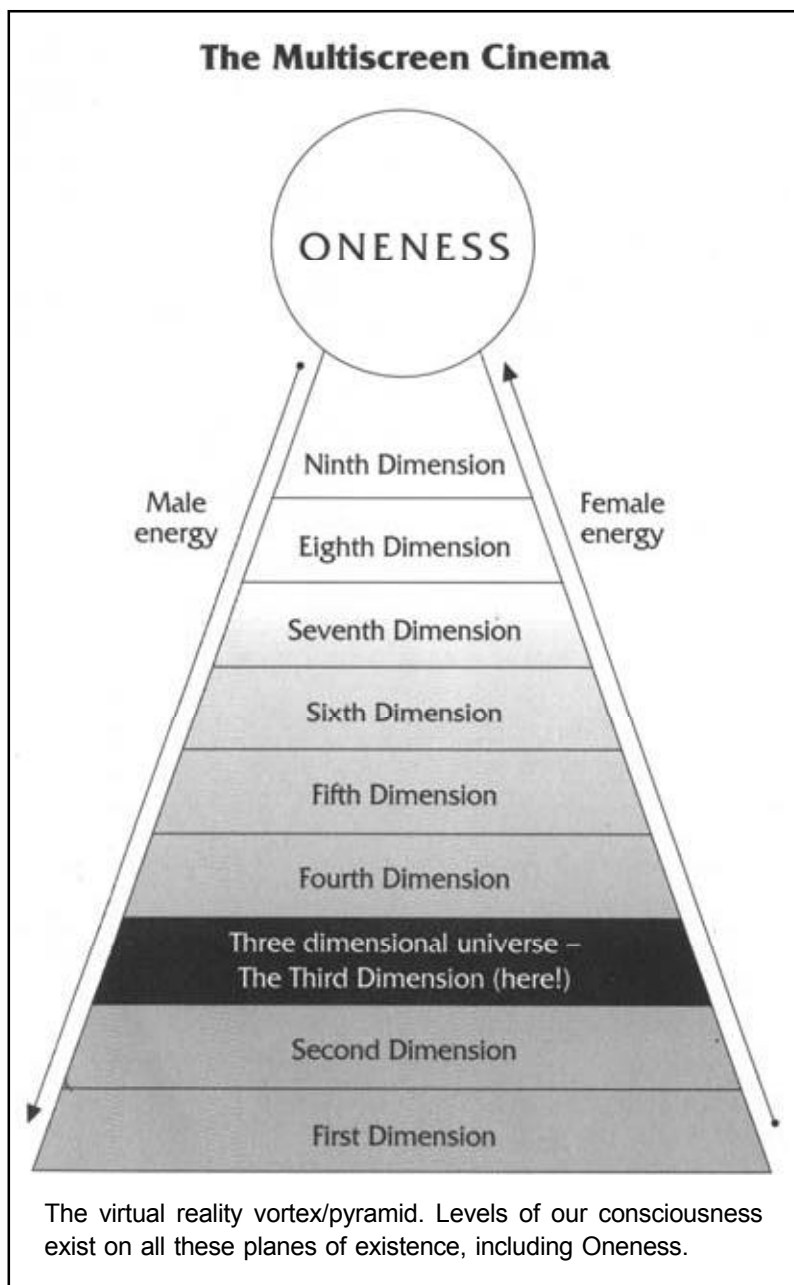 The Multiscreen Cinema
ONENESS
Ninth Dimension
Male
energy
Female
energy
Eighth Dimension
Seventh Dimension
Sixth Dimension
Fifth Dimension
Fourth Dimension
Three dimensional universe –
The Third Dimension (here!)
Second Dimension
First Dimension
The virtual reality vortex/pyramid. Levels of our consciousness
exist on all these planes of existence, including Oneness.